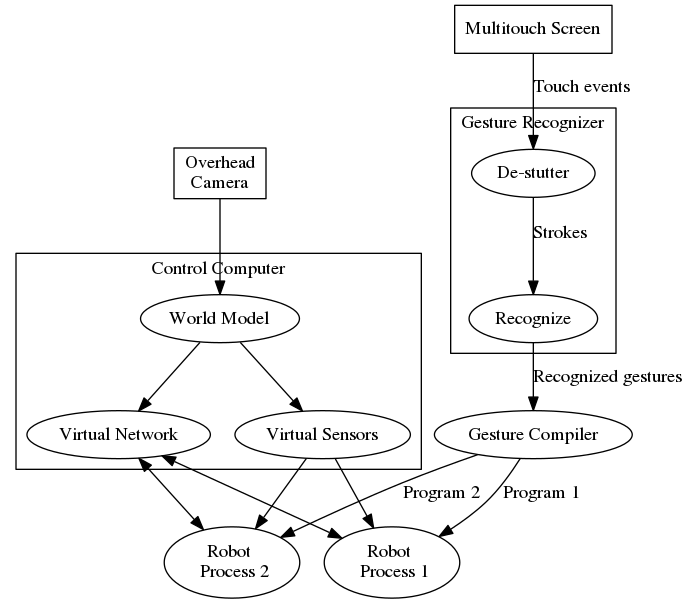 Multitouch Screen
Touch events
Gesture Recognizer
De-stutter
Strokes
Recognize
Recognized gestures
Gesture Compiler
Overhead
Camera
Control Computer
World Model
Virtual Network
Virtual Sensors
Program 2
Program 1
Robot
Process 2
Robot
Process 1